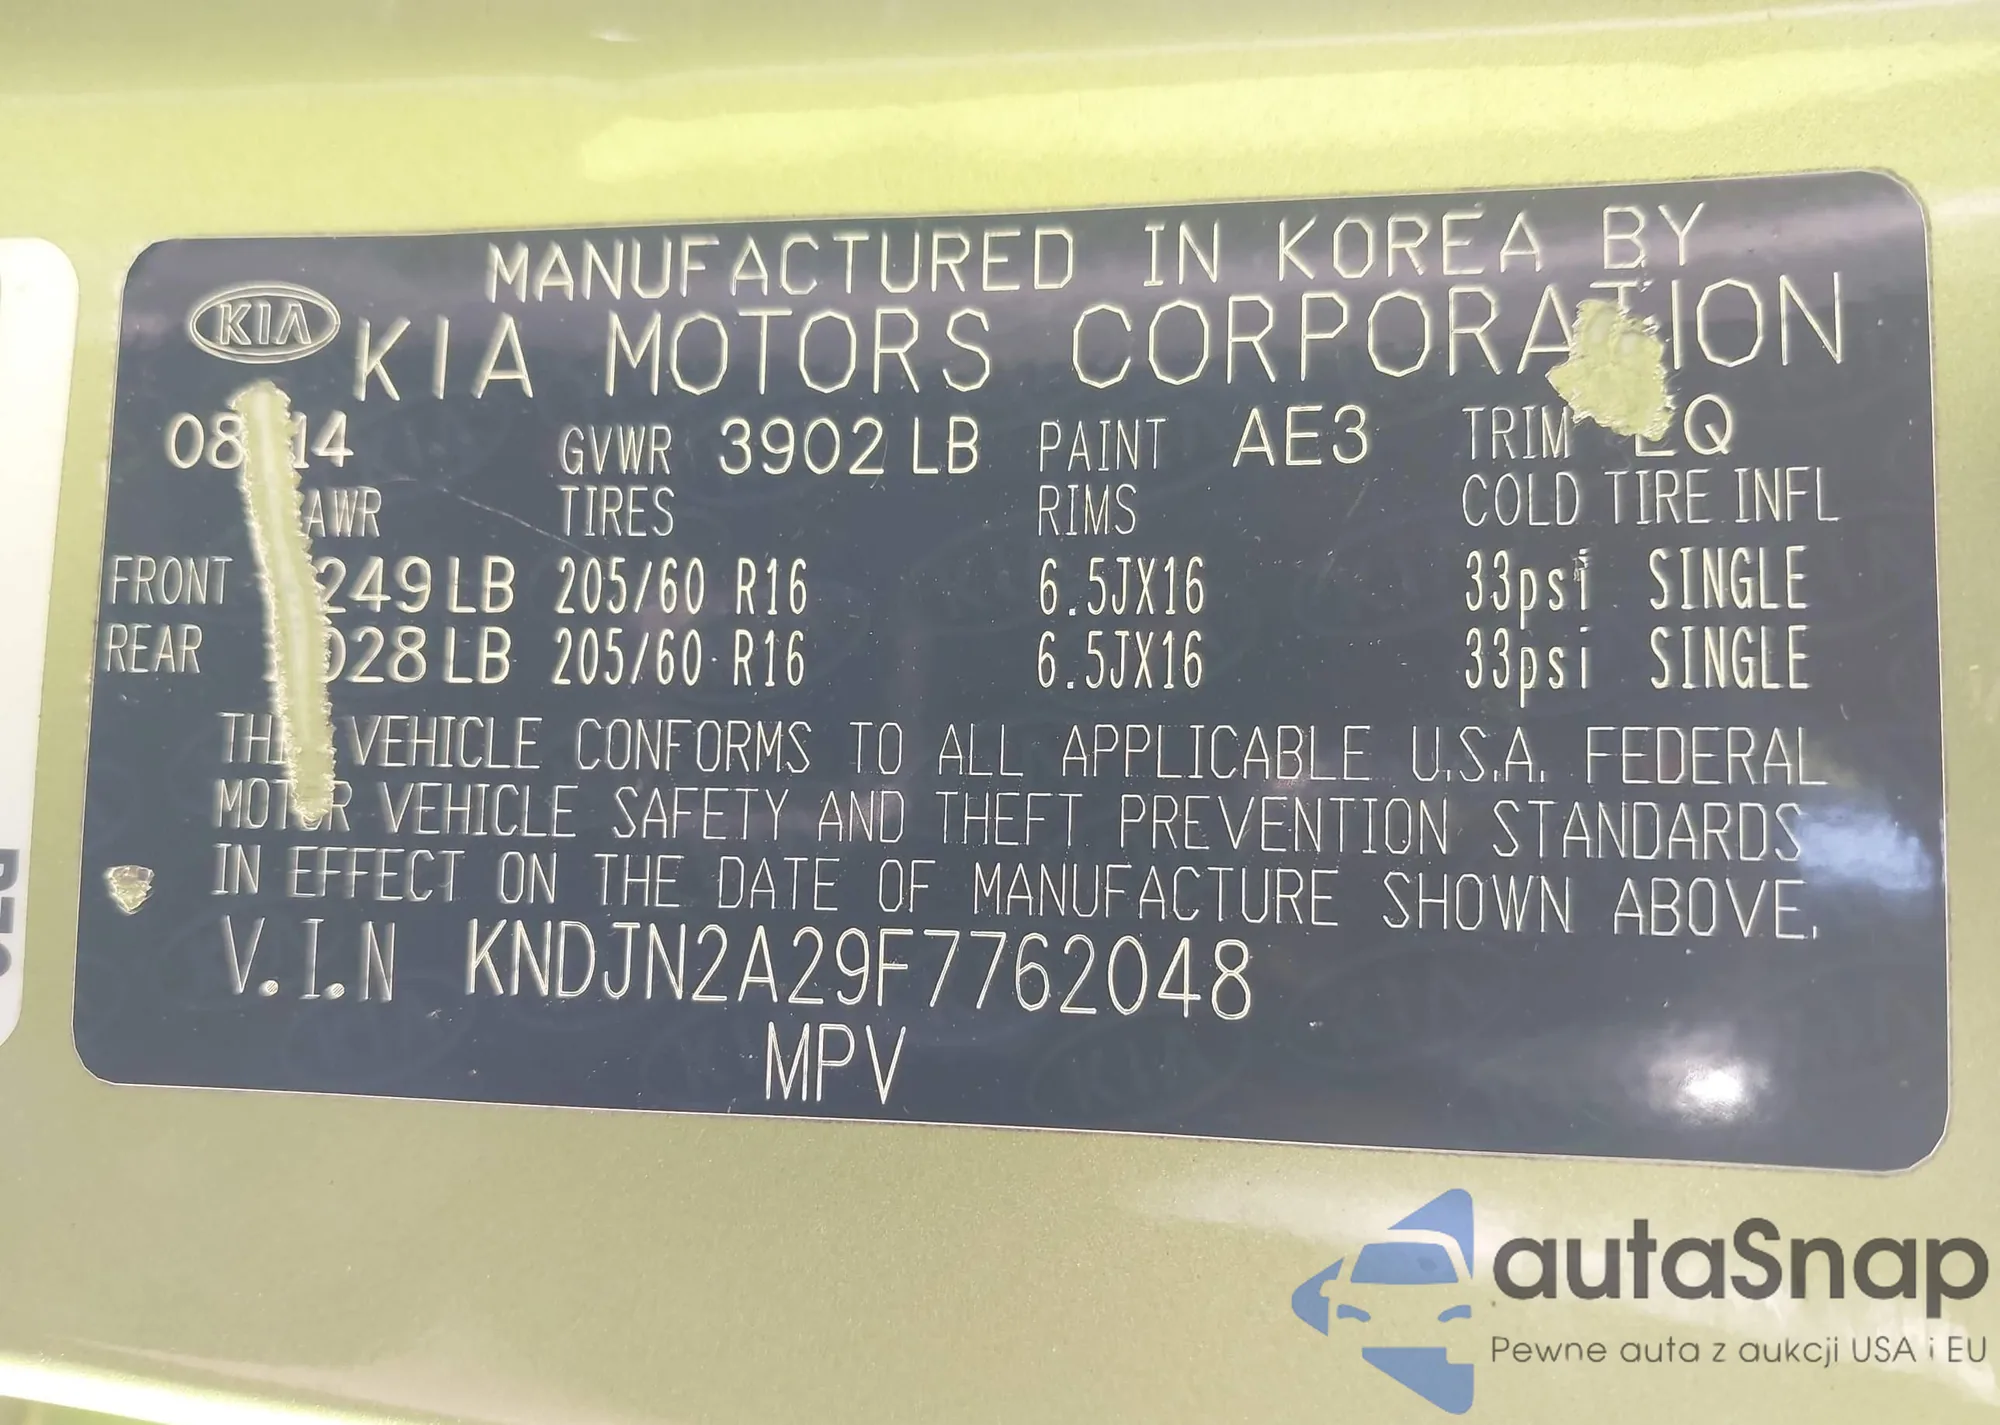 MANUFACTURED IN KOREA BY
KIA
KIA MOTORS CORPORATION
GVWR 3902 LB PAINT AE3 TRIM
TIRES RIMS COLD TIRE INFL
FRONT LB 205/60 R16 6.5JX16 33psi SINGLE
REAR LB 205/60 R16 6.5JX16 33psi SINGLE
VEHICLE CONFORMS TO ALL APPLICABLE U.S.A. FEDERAL
MOTOR VEHICLE SAFETY AND THEFT PREVENTION STANDARDS
IN EFFECT ON THE DATE OF MANUFACTURE SHOWN ABOVE.
V.I.N KNDJN2A29F7762048
MPV
autaSnap
Pewne auta z aukcji USA i EU